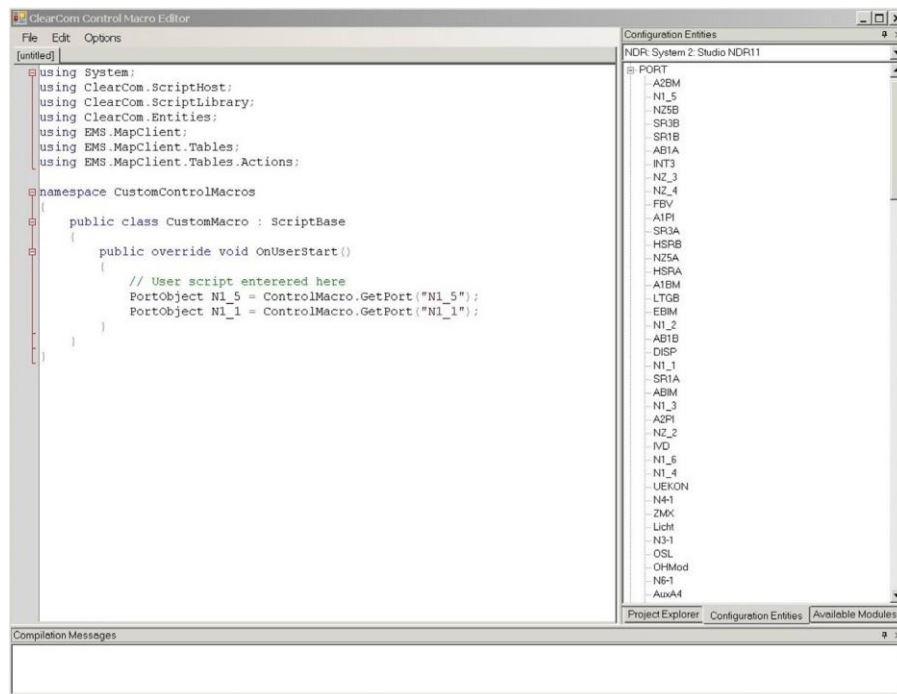 ClearCom Control Macro Editor
File Edit Options
[untitled]
using System;
using ClearCom.ScriptHost;
using ClearCom.ScriptLibrary;
using ClearCom.Entities;
using EMS.MapClient;
using EMS.MapClient.Tables;
using EMS.MapClient.Tables.Actions;
namespace CustomControlMacros
{
public class CustomMacro : ScriptBase
{
public override void OnUserStart()
{
// User script enterered here
PortObject N1_5 = ControlMacro.GetPort("N1_5");
PortObject N1_1 = ControlMacro.GetPort("N1_1");
}
}
}
Configuration Entities
NDR: System 2: Studio NDR11
PORT
A2BM
N1_5
NZ5B
SR3B
SR1B
AB1A
INT3
NZ_3
NZ_4
FBV
A1PI
SR3A
HSRB
NZ5A
HSRA
A1BM
LTGB
EBIM
N1_2
AB1B
DISP
N1_1
SR1A
ABIM
N1_3
A2PI
NZ_2
IVD
N1_6
N1_4
UEKON
N4-1
ZMX
Licht
N3-1
OSL
OHMod
N6-1
AuxA4
Project Explorer Configuration Entities Available Modules
Compilation Messages